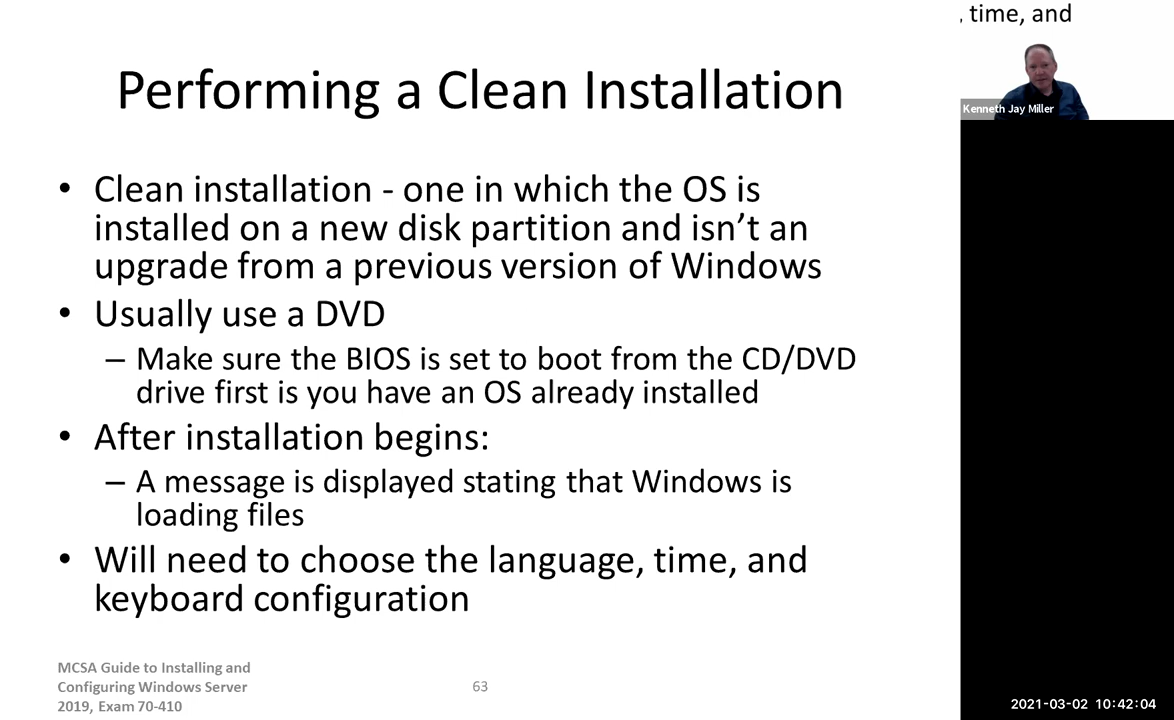 Performing a Clean Installation
• Clean installation - one in which the OS is
installed on a new disk partition and isn’t an
upgrade from a previous version of Windows
• Usually use a DVD
– Make sure the BIOS is set to boot from the CD/DVD
drive first is you have an OS already installed
• After installation begins:
– A message is displayed stating that Windows is
loading files
• Will need to choose the language, time, and
keyboard configuration
MCSA Guide to Installing and
Configuring Windows Server
2019, Exam 70-410
63
, time, and
Kenneth Jay Miller
2021-03-02 10:42:04